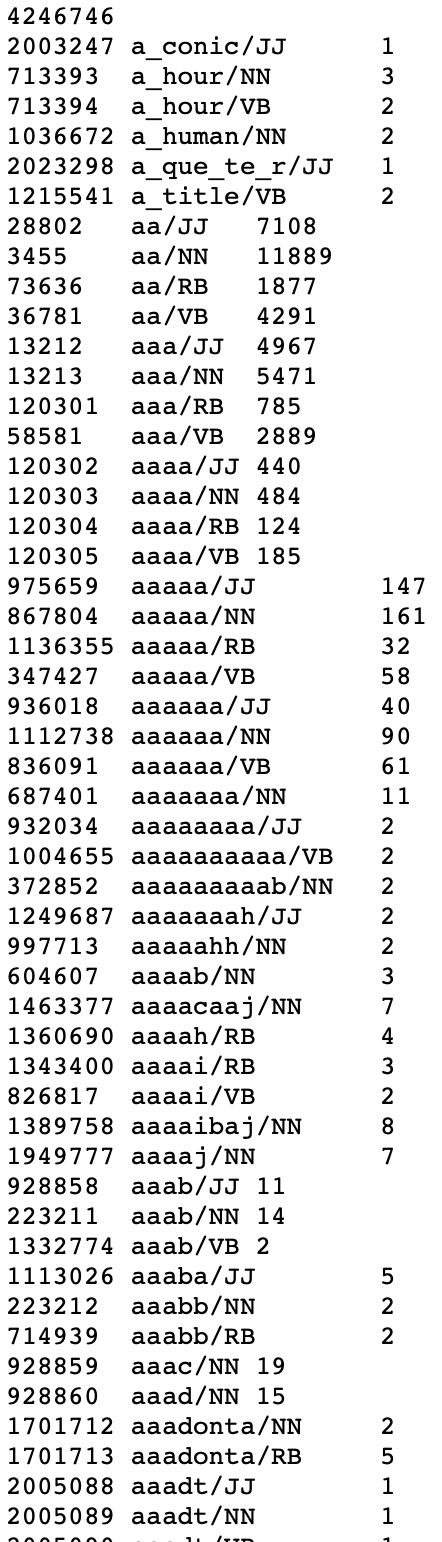 4246746
2003247 a_conic/JJ 1
713393 a_hour/NN 3
713394 a_hour/VB 2
1036672 a_human/NN 2
2023298 a_que_te_r/JJ 1
1215541 a_title/VB 2
28802 aa/JJ 7108
3455 aa/NN 11889
73636 aa/RB 1877
36781 aa/VB 4291
13212 aaa/JJ 4967
13213 aaa/NN 5471
120301 aaa/RB 785
58581 aaa/VB 2889
120302 aaaa/JJ 440
120303 aaaa/NN 484
120304 aaaa/RB 124
120305 aaaa/VB 185
975659 aaaaa/JJ 147
867804 aaaaa/NN 161
1136355 aaaaa/RB 32
347427 aaaaa/VB 58
936018 aaaaaa/JJ 40
1112738 aaaaaa/NN 90
836091 aaaaaa/VB 61
687401 aaaaaaa/NN 11
932034 aaaaaaaa/JJ 2
1004655 aaaaaaaaaa/VB 2
372852 aaaaaaaaab/NN 2
1249687 aaaaaaah/JJ 2
997713 aaaaahh/NN 2
604607 aaaab/NN 3
1463377 aaaacaaj/NN 7
1360690 aaaah/RB 4
1343400 aaaai/RB 3
826817 aaaai/VB 2
1389758 aaaaibaj/NN 8
1949777 aaaaj/NN 7
928858 aaab/JJ 11
223211 aaab/NN 14
1332774 aaab/VB 2
1113026 aaaba/JJ 5
223212 aaabb/NN 2
714939 aaabb/RB 2
928859 aaac/NN 19
928860 aaad/NN 15
1701712 aaadonta/NN 2
1701713 aaadonta/RB 5
2005088 aaadt/JJ 1
2005089 aaadt/NN 1